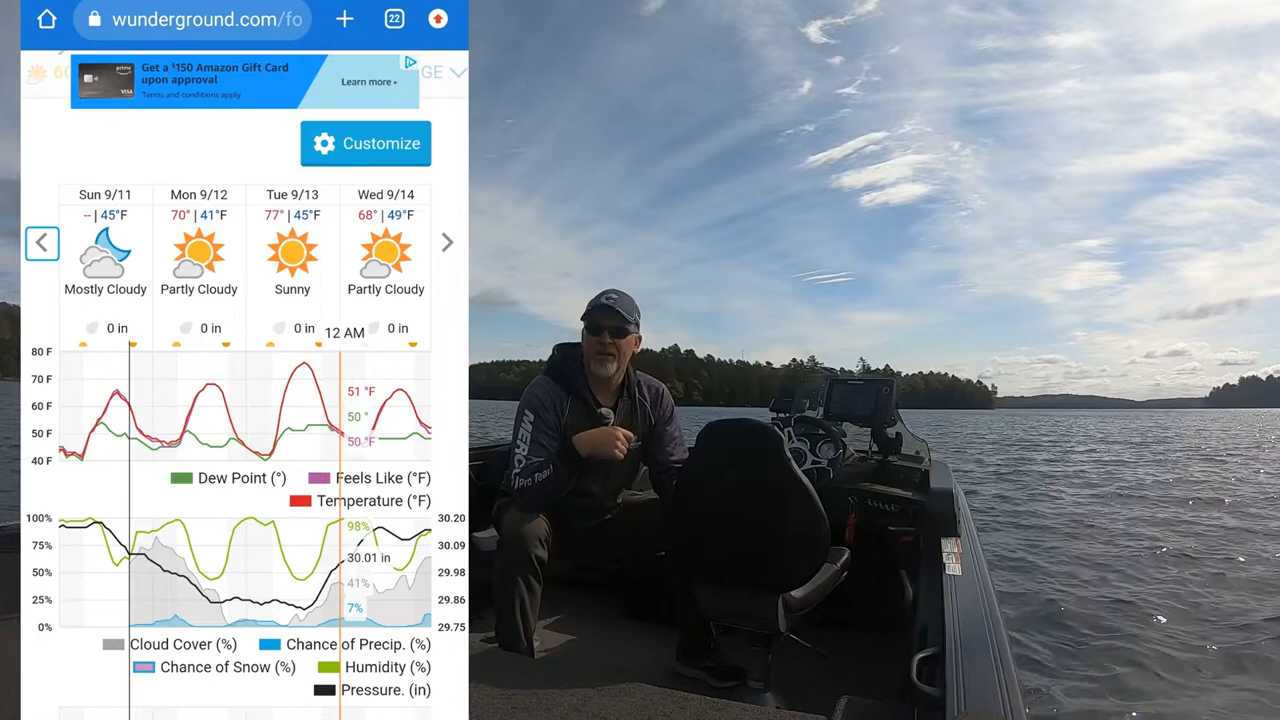 wunderground.com/fo
22
Get a $150 Amazon Gift Card
upon approval
Terms and conditions apply
prime
VISA
Learn more
GE
60
Customize
Sun 9/11
Mon 9/12
Tue 9/13
Wed 9/14
-- | 45°F
70° | 41°F
77° | 45°F
68° | 49°F
Mostly Cloudy
Partly Cloudy
Sunny
Partly Cloudy
0 in
0 in
0 in
12 AM
0 in
80 F
70 F
60 F
50 F
40 F
51 °F
50 °
50 °F
Dew Point (°)
Feels Like (°F)
Temperature (°F)
100%
75%
50%
25%
0%
98%
30.01 in
41%
7%
30.20
30.09
29.98
29.86
29.75
Cloud Cover (%)
Chance of Precip. (%)
Chance of Snow (%)
Humidity (%)
Pressure. (in)
MERCU
Pro Team
C